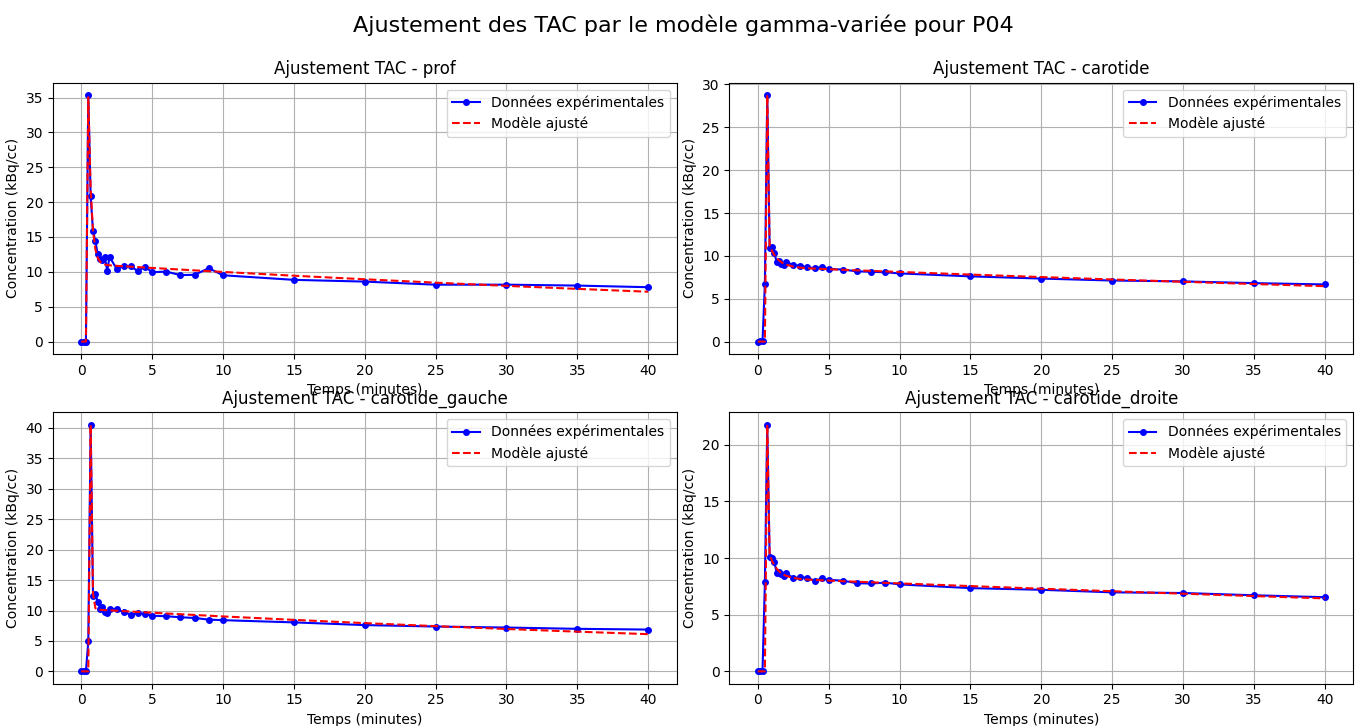 Ajustement des TAC par le modèle gamma-variée pour P04
Ajustement TAC - prof
Concentration (kBq/cc)
35
30
25
20
15
10
5
0
Données expérimentales
Modèle ajusté
0 5 10 15 20 25 30 35 40
Temps (minutes)
Ajustement TAC - carotide
Concentration (kBq/cc)
30
25
20
15
10
5
0
Données expérimentales
Modèle ajusté
0 5 10 15 20 25 30 35 40
Temps (minutes)
Ajustement TAC - carotide_gauche
Concentration (kBq/cc)
40
35
30
25
20
15
10
5
0
Données expérimentales
Modèle ajusté
0 5 10 15 20 25 30 35 40
Temps (minutes)
Ajustement TAC - carotide_droite
Concentration (kBq/cc)
20
15
10
5
0
Données expérimentales
Modèle ajusté
0 5 10 15 20 25 30 35 40
Temps (minutes)